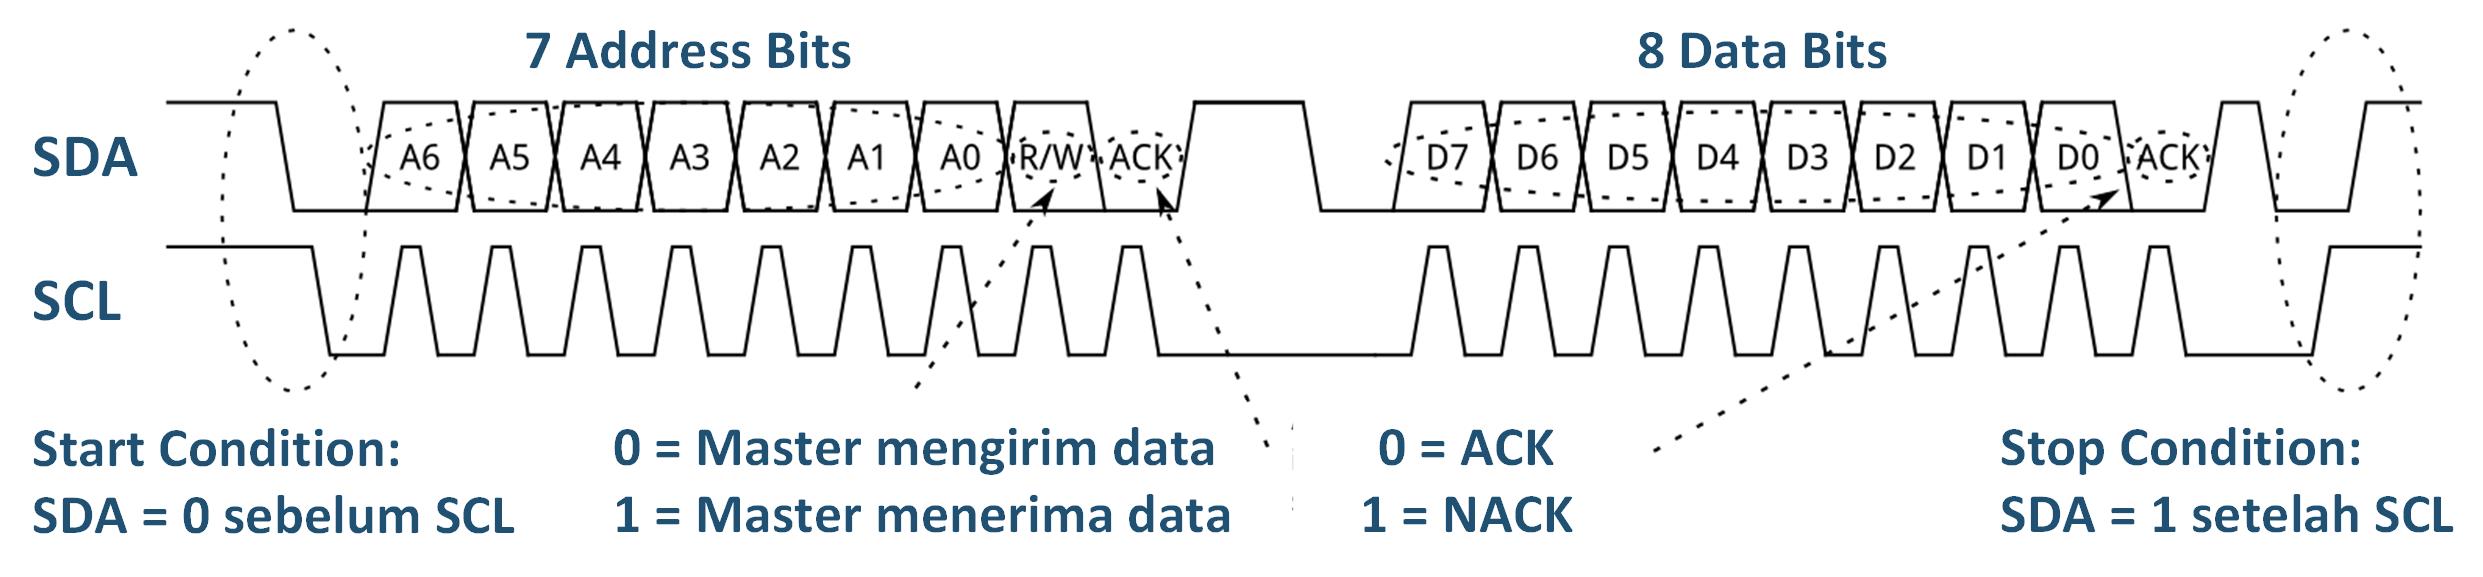 7 Address Bits
8 Data Bits
SDA
A6 A5 A4 A3 A2 A1 A0 R/W ACK
D7 D6 D5 D4 D3 D2 D1 D0 ACK
SCL
Start Condition:
SDA = 0 sebelum SCL
0 = Master mengirim data
1 = Master menerima data
0 = ACK
1 = NACK
Stop Condition:
SDA = 1 setelah SCL